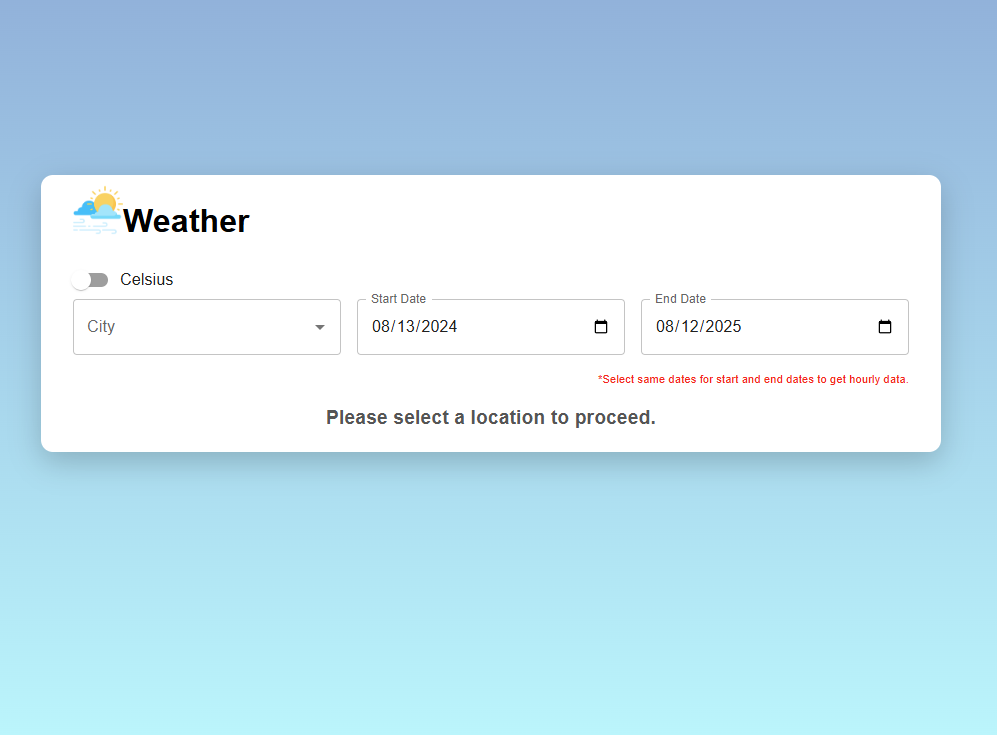 Weather
Celsius
City
Start Date
08/13/2024
End Date
08/12/2025
*Select same dates for start and end dates to get hourly data.
Please select a location to proceed.